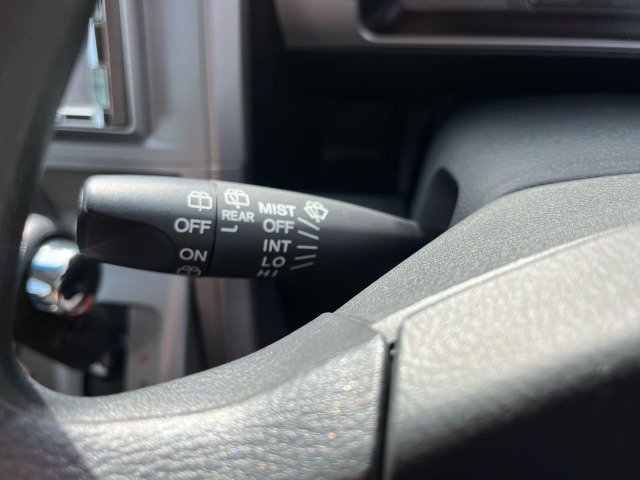 REAR
OFF
ON
MIST
OFF
INT
LO
HI